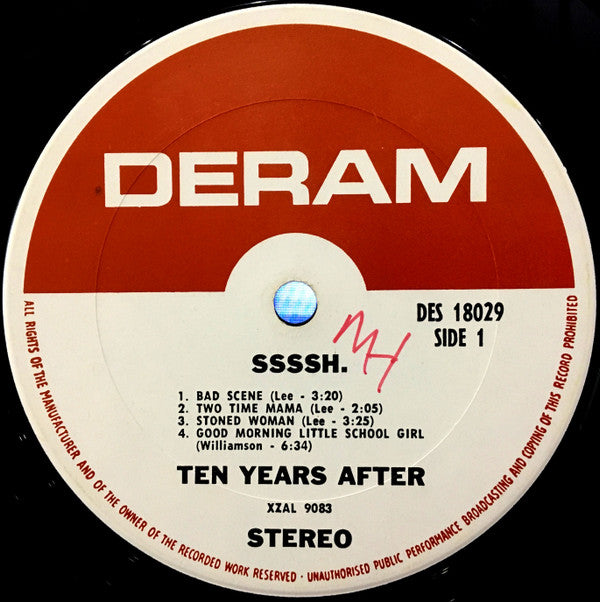 DERAM
DES 18029
SIDE 1
MH
SSSSH.
1. BAD SCENE (Lee - 3:20)
2. TWO TIME MAMA (Lee - 2:05)
3. STONED WOMAN (Lee - 3:25)
4. GOOD MORNING LITTLE SCHOOL GIRL
(Williamson - 6:34)
TEN YEARS AFTER
XZAL 9083
STEREO
ALL RIGHTS OF THE MANUFACTURER AND OF THE OWNER OF THE RECORDED WORK RESERVED · UNAUTHORISED PUBLIC PERFORMANCE BROADCASTING AND COPYING OF THIS RECORD PROHIBITED